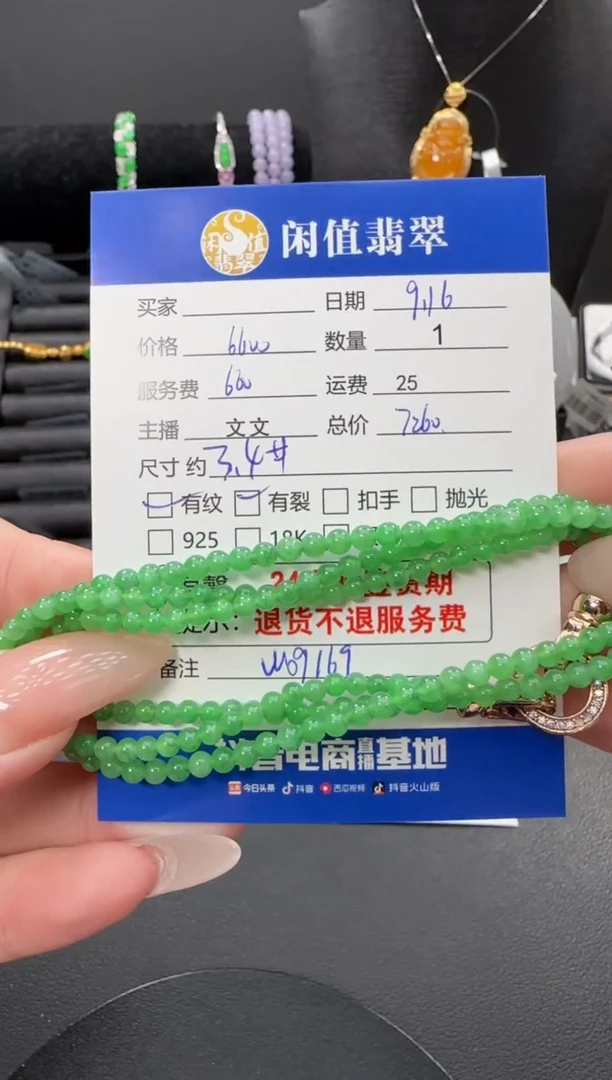 闲值翡翠
闲值翡翠
买家 日期 9.16
价格 6600 数量 1
服务费 660 运费 25
主播 文文 总价 7260
尺寸 约 3.4#
有纹 有裂 扣手 抛光
925 18K
退货不退服务费
备注 W09169
电商直播基地
今日头条 抖音 西瓜视频 抖音火山版